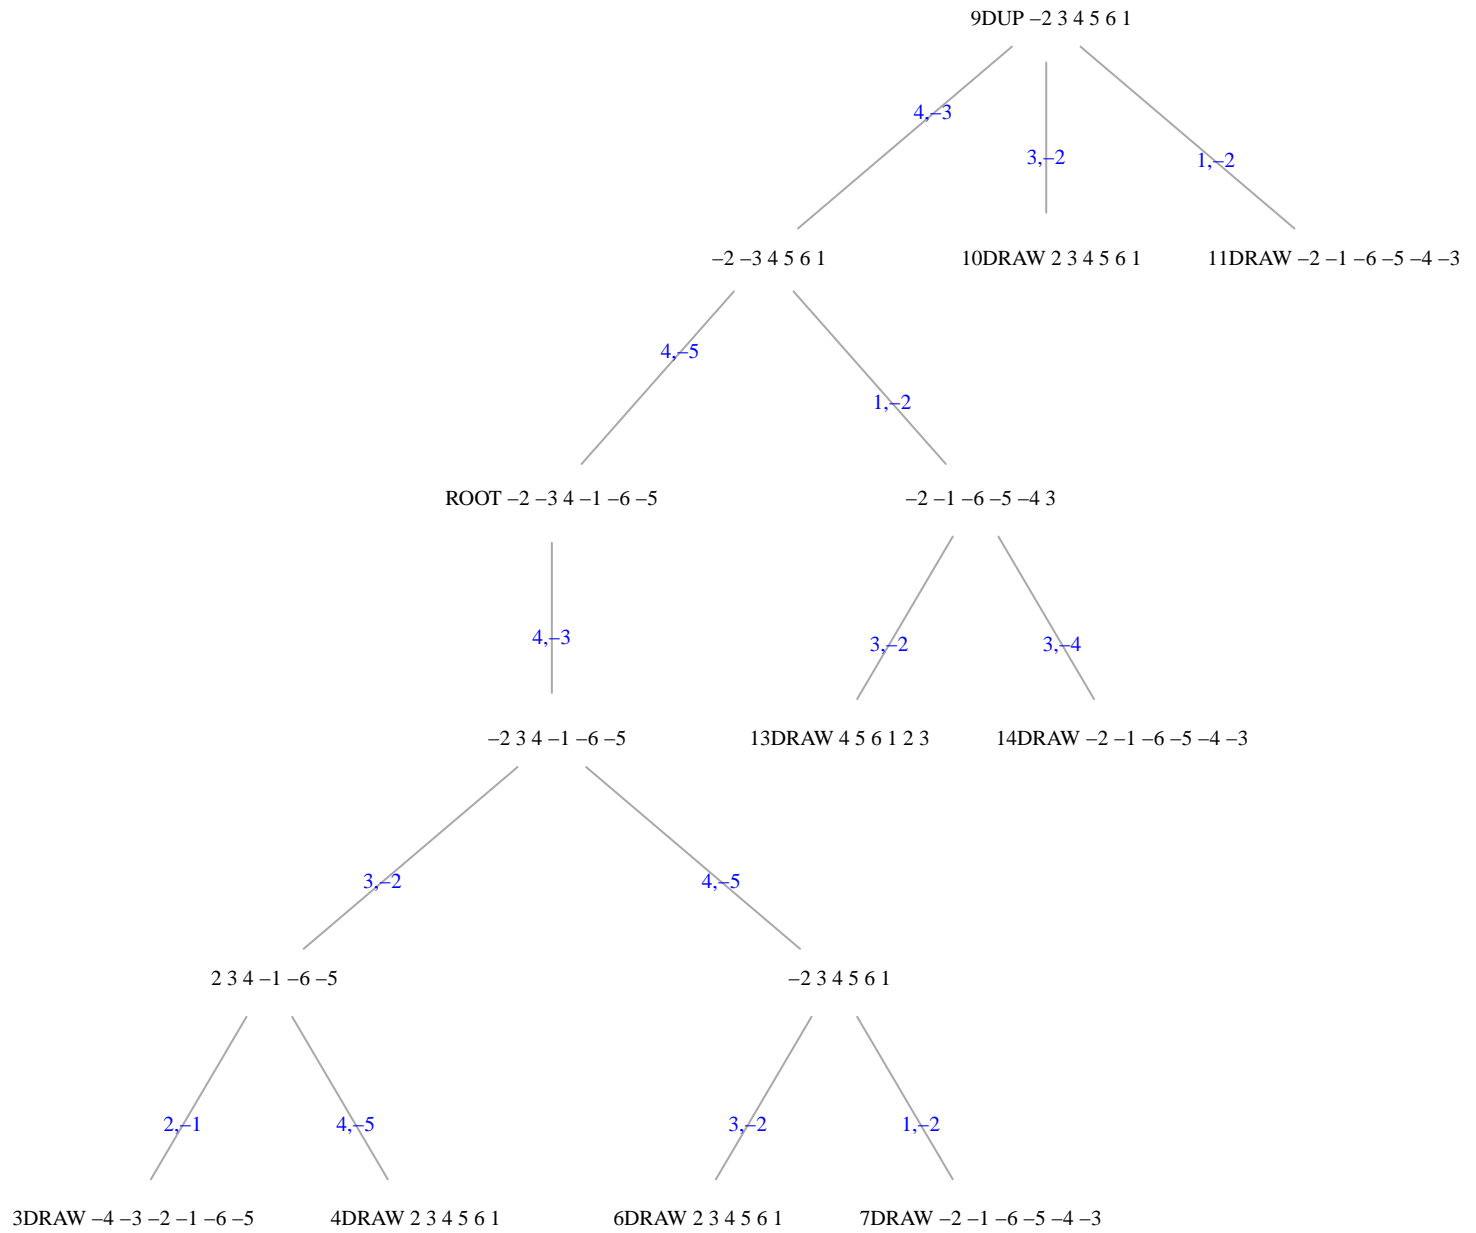 9DUP –2 3 4 5 6 1
4,–3
3,–2
1,–2
–2 –3 4 5 6 1
10DRAW 2 3 4 5 6 1
11DRAW –2 –1 –6 –5 –4 –3
4,–5
1,–2
ROOT –2 –3 4 –1 –6 –5
–2 –1 –6 –5 –4 3
4,–3
3,–2
3,–4
–2 3 4 –1 –6 –5
13DRAW 4 5 6 1 2 3
14DRAW –2 –1 –6 –5 –4 –3
3,–2
4,–5
2 3 4 –1 –6 –5
–2 3 4 5 6 1
2,–1
4,–5
3,–2
1,–2
3DRAW –4 –3 –2 –1 –6 –5
4DRAW 2 3 4 5 6 1
6DRAW 2 3 4 5 6 1
7DRAW –2 –1 –6 –5 –4 –3